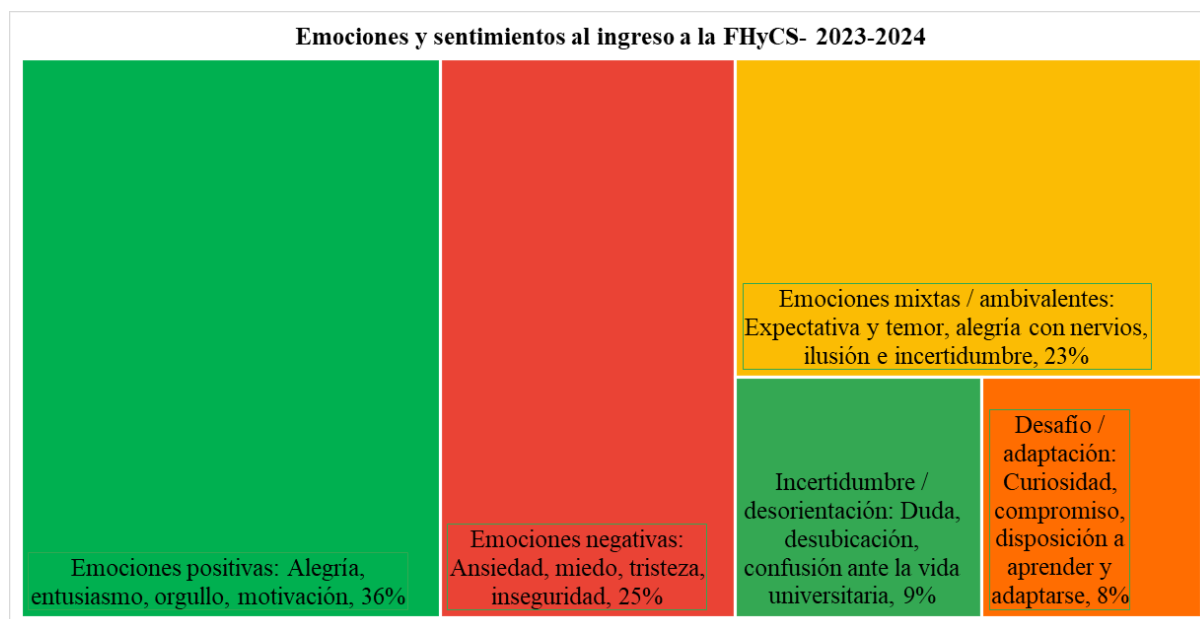 Emociones y sentimientos al ingreso a la FHyCS- 2023-2024
Emociones positivas: Alegría,
entusiasmo, orgullo, motivación, 36%
Emociones negativas:
Ansiedad, miedo, tristeza,
inseguridad, 25%
Emociones mixtas / ambivalentes:
Expectativa y temor, alegría con nervios,
ilusión e incertidumbre, 23%
Incertidumbre /
desorientación: Duda,
desubicación,
confusión ante la vida
universitaria, 9%
Desafío /
adaptación:
Curiosidad,
compromiso,
disposición a
aprender y
adaptarse, 8%